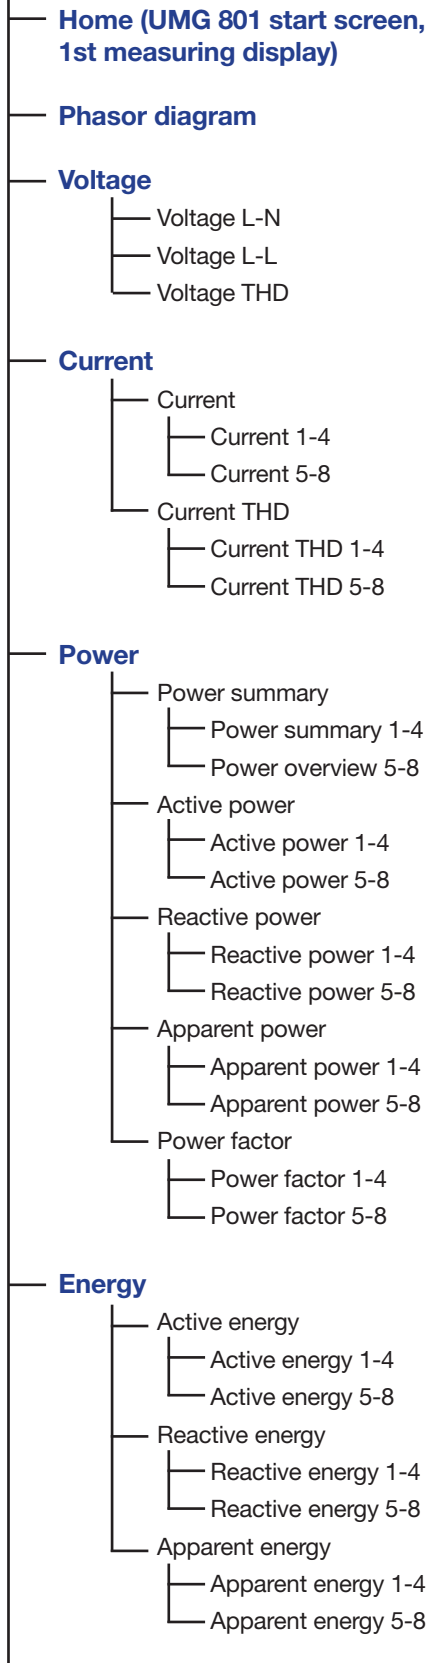 Home (UMG 801 start screen,
1st measuring display)
Phasor diagram
Voltage
Voltage L-N
Voltage L-L
Voltage THD
Current
Current
Current 1-4
Current 5-8
Current THD
Current THD 1-4
Current THD 5-8
Power
Power summary
Power summary 1-4
Power overview 5-8
Active power
Active power 1-4
Active power 5-8
Reactive power
Reactive power 1-4
Reactive power 5-8
Apparent power
Apparent power 1-4
Apparent power 5-8
Power factor
Power factor 1-4
Power factor 5-8
Energy
Active energy
Active energy 1-4
Active energy 5-8
Reactive energy
Reactive energy 1-4
Reactive energy 5-8
Apparent energy
Apparent energy 1-4
Apparent energy 5-8